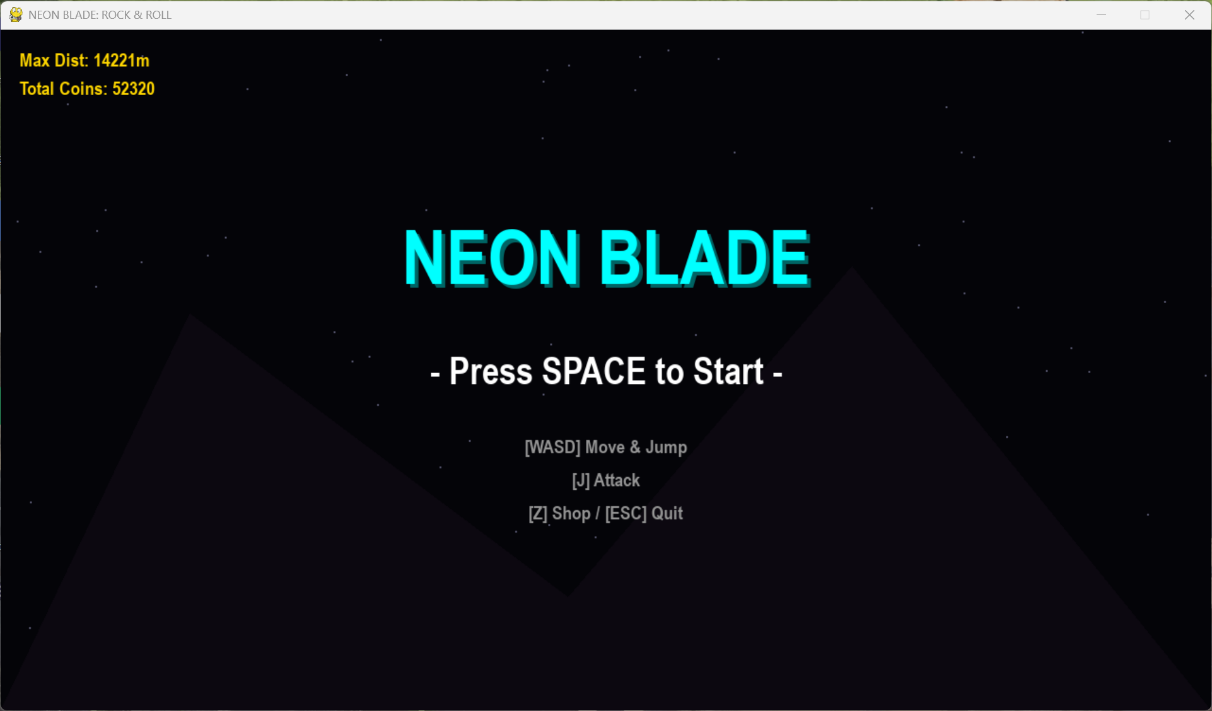 NEON BLADE: ROCK & ROLL
Max Dist: 14221m
Total Coins: 52320
NEON BLADE
- Press SPACE to Start -
[WASD] Move & Jump
[J] Attack
[Z] Shop / [ESC] Quit